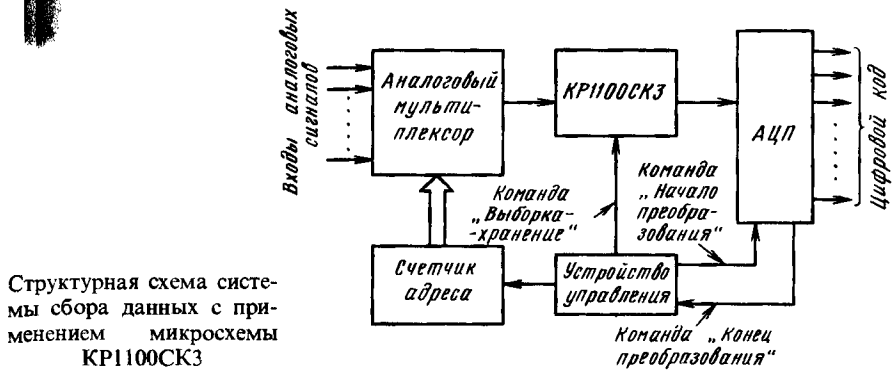 Входы аналоговых
сигналов
Аналоговый
мульти-
плексор
КР1100СК3
АЦП
Цифровой код
Команда
„Выборка-
-хранение“
Команда
„Начало
преобра-
зования“
Счетчик
адреса
Устройство
управления
Команда „Конец
преобразования“
Структурная схема систе-
мы сбора данных с при-
менением микросхемы
КР1100СК3